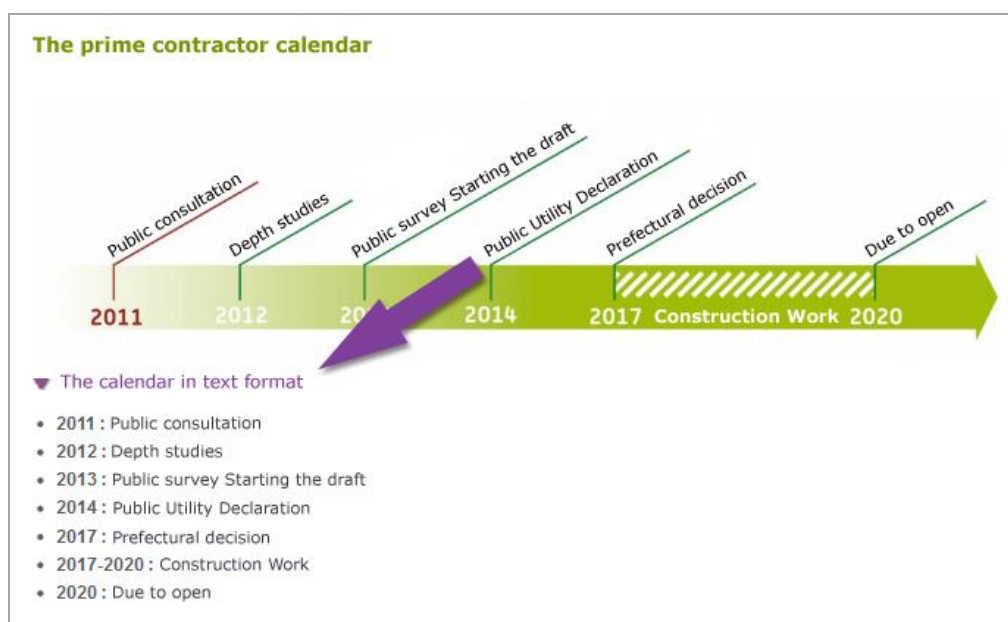 The prime contractor calendar
Public consultation
Depth studies
Public survey Starting the draft
Public Utility Declaration
Prefectural decision
Due to open
2011
2012
2014
2017 Construction Work 2020
The calendar in text format
2011 : Public consultation
2012 : Depth studies
2013 : Public survey Starting the draft
2014 : Public Utility Declaration
2017 : Prefectural decision
2017-2020 : Construction Work
2020 : Due to open